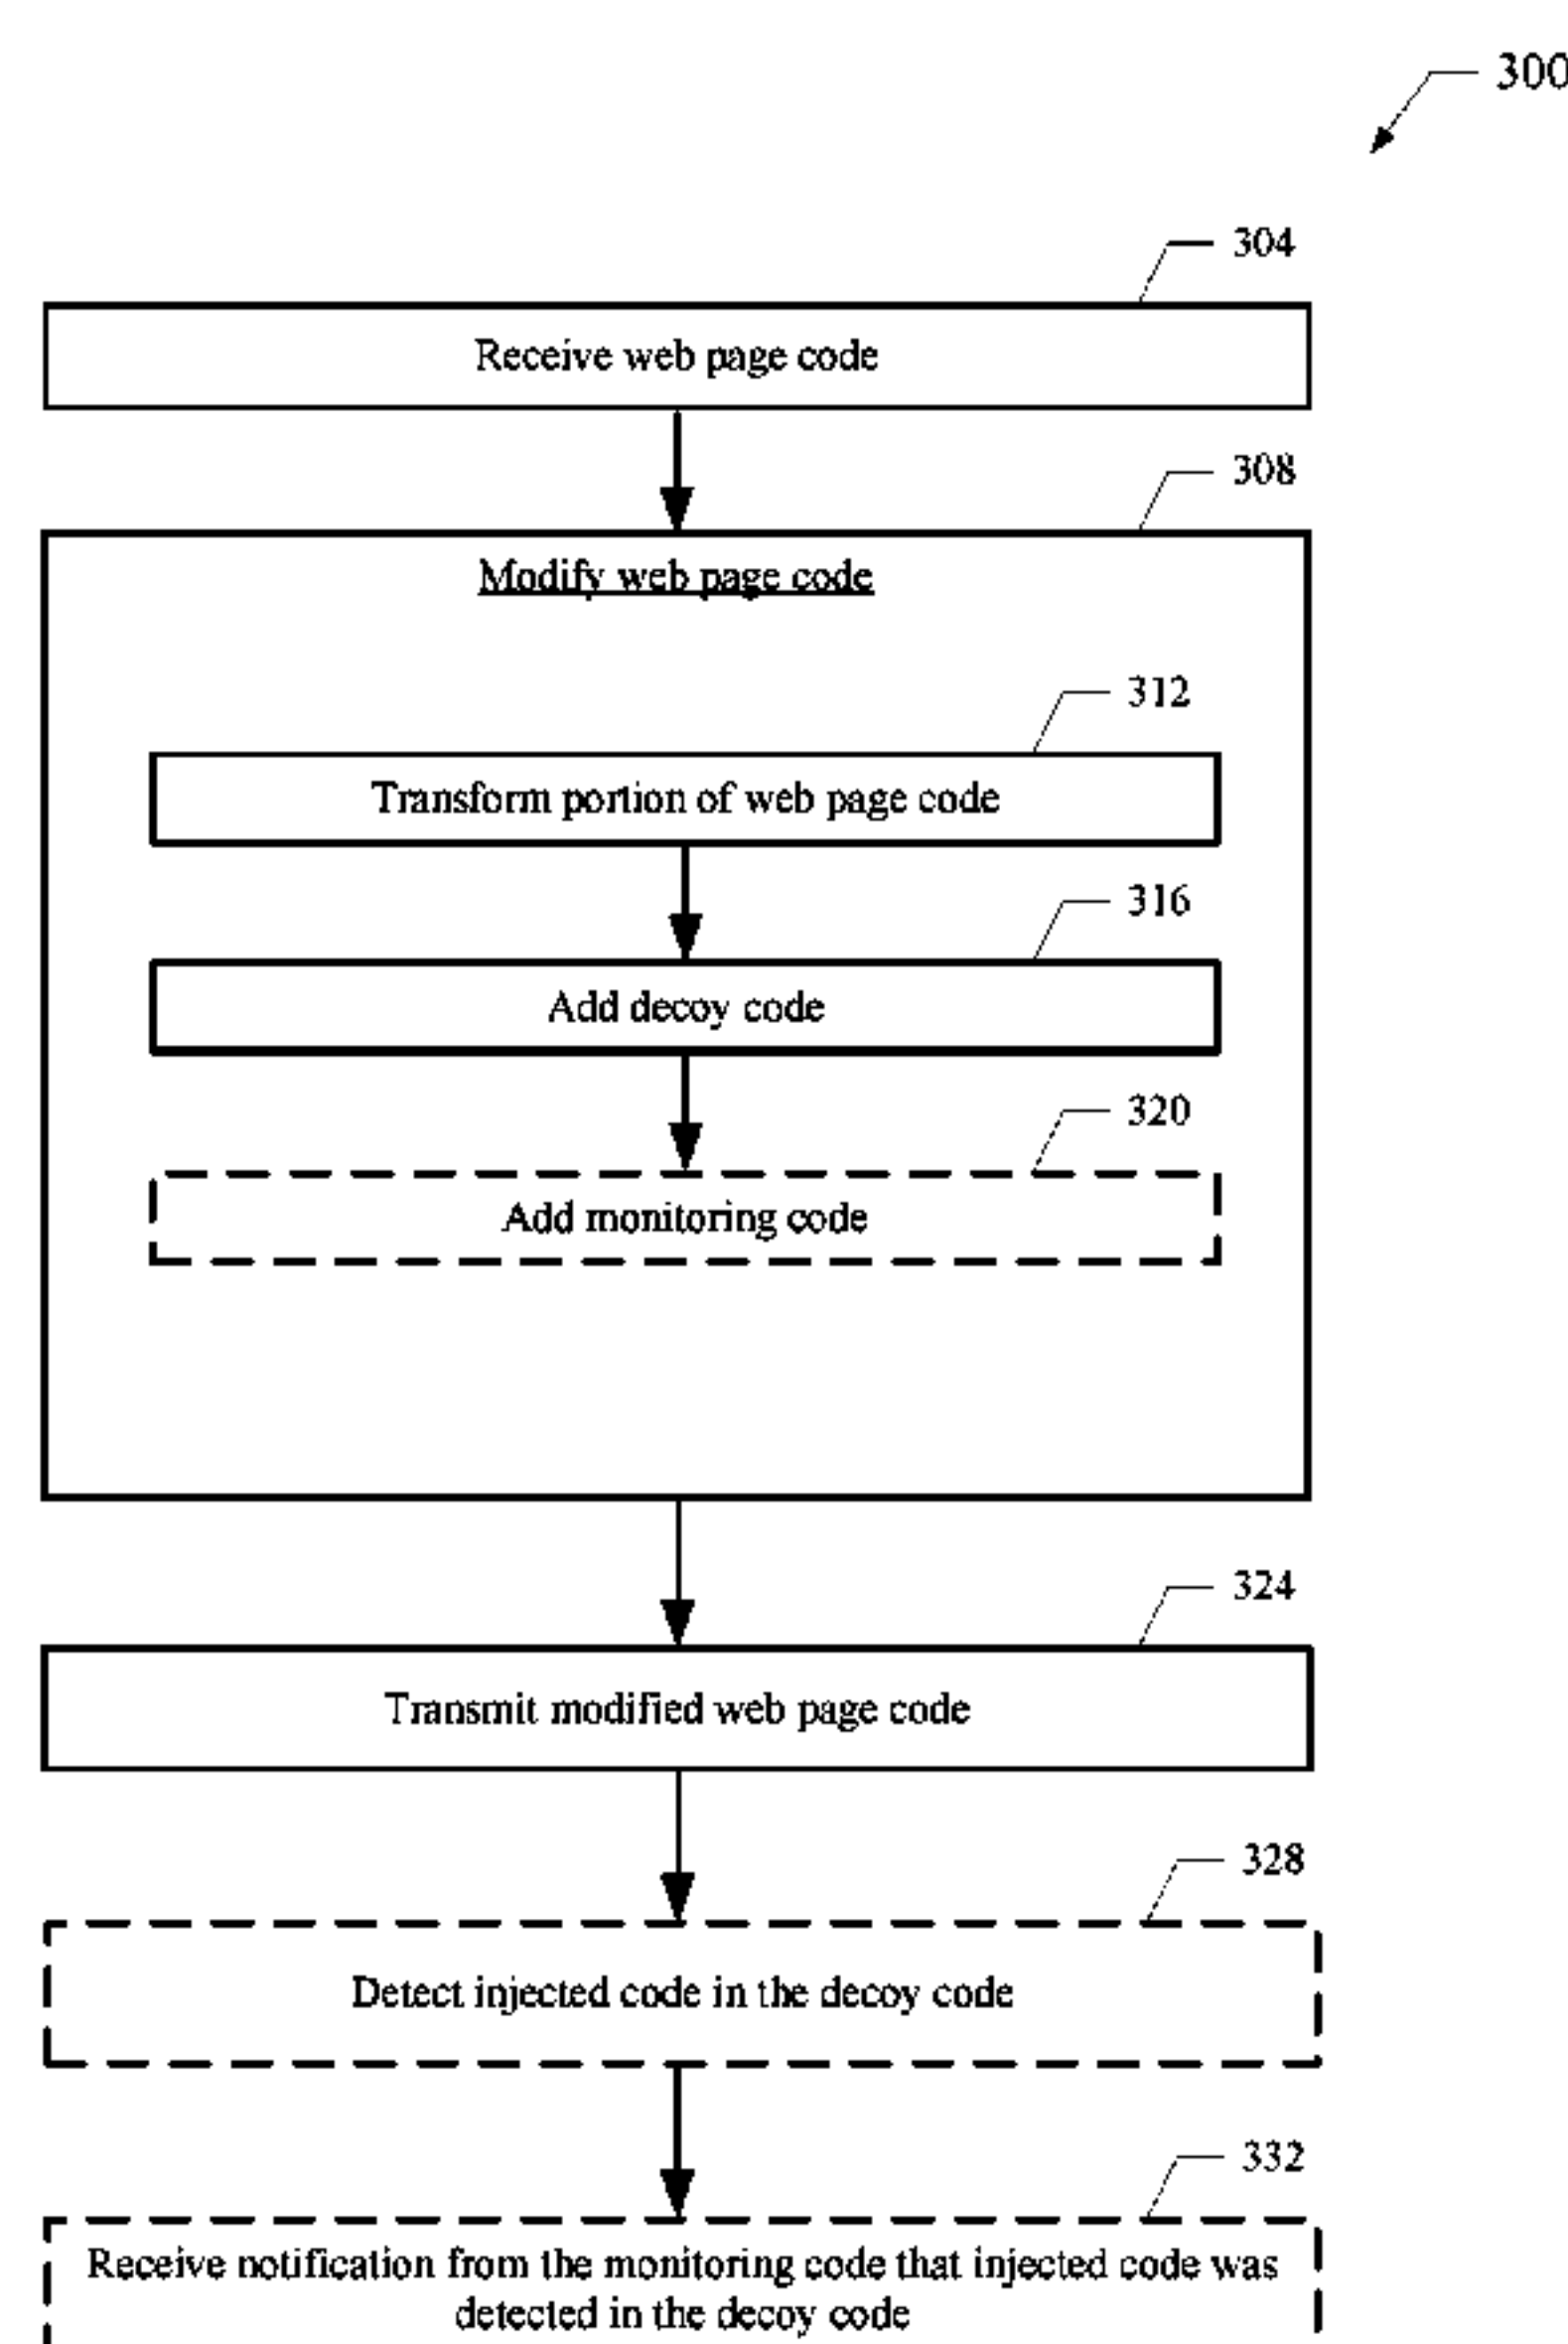 300
304
Receive web page code
308
Modify web page code
312
Transform portion of web page code
316
Add decoy code
320
Add monitoring code
324
Transmit modified web page code
328
Detect injected code in the decoy code
332
Receive notification from the monitoring code that injected code was
detected in the decoy code